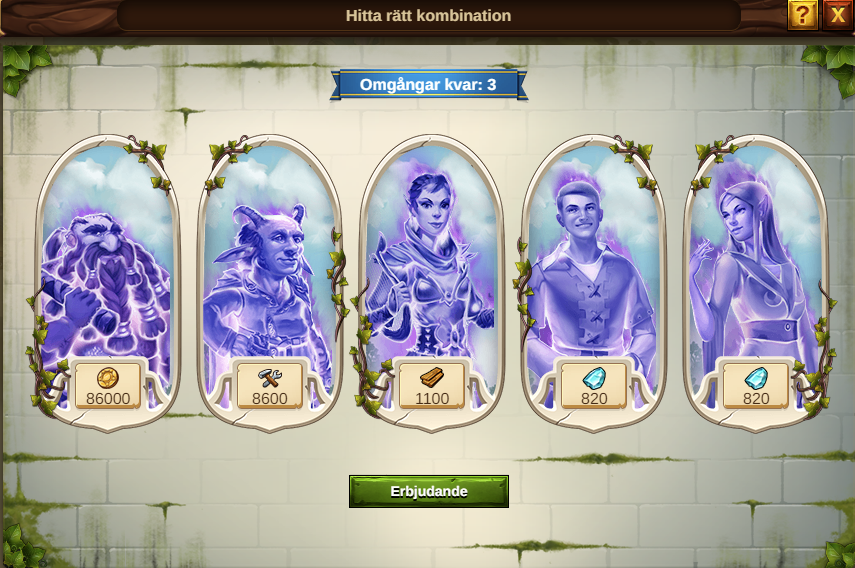 Hitta rätt kombination
?
X
Omgångar kvar: 3
86000
8600
1100
820
820
Erbjudande